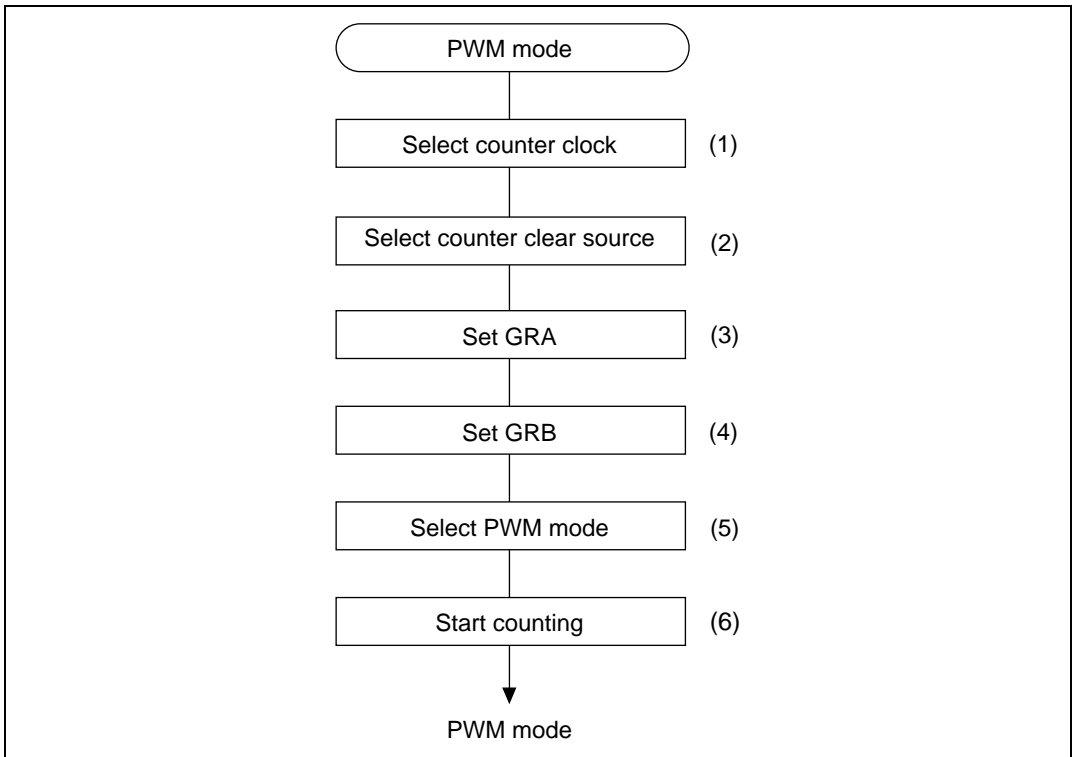 PWM mode
Select counter clock (1)
Select counter clear source (2)
Set GRA (3)
Set GRB (4)
Select PWM mode (5)
Start counting (6)
PWM mode